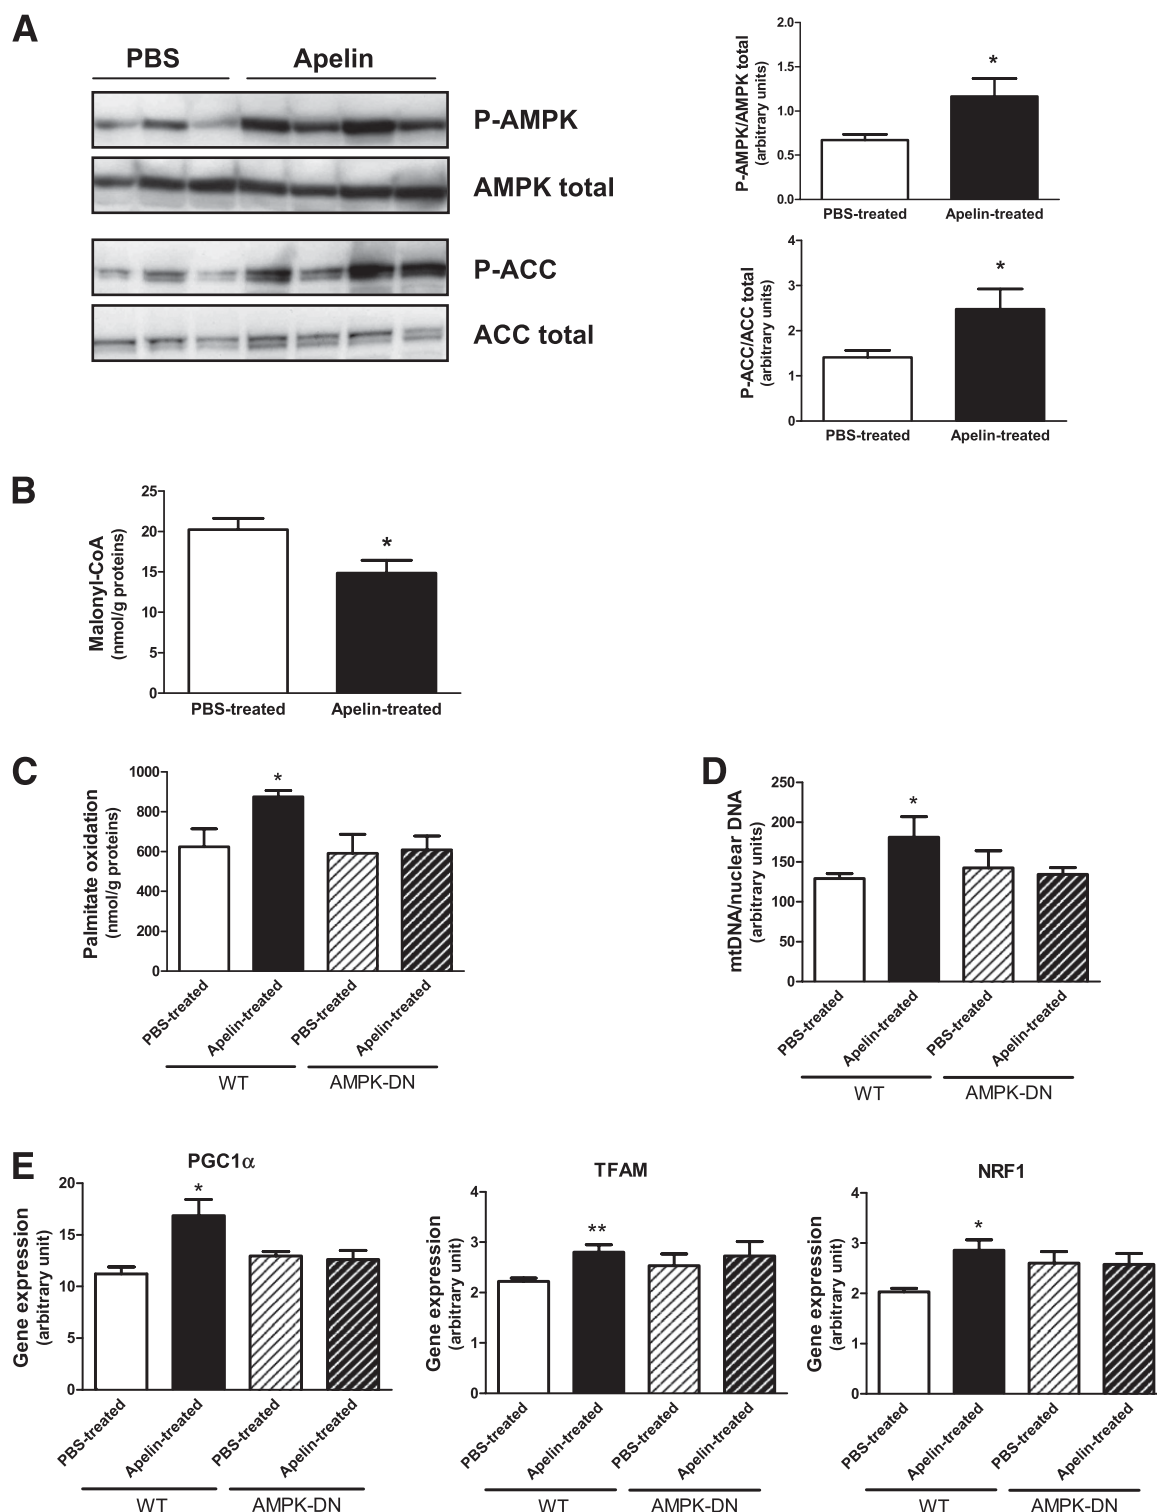 A
PBS
Apelin
P-AMPK
AMPK total
P-ACC
ACC total
P-AMPK/AMPK total
(arbitrary units)
2.0
1.5
1.0
0.5
0.0
*
PBS-treated
Apelin-treated
P-ACC/ACC total
(arbitrary units)
4
3
2
1
0
*
PBS-treated
Apelin-treated
B
Malonyl-CoA
(nmol/g proteins)
25
20
15
10
5
0
*
PBS-treated
Apelin-treated
C
Palmitate oxidation
(nmol/g proteins)
1000
800
600
400
200
0
*
PBS-treated
Apelin-treated
PBS-treated
Apelin-treated
WT
AMPK-DN
D
mtDNA/nuclear DNA
(arbitrary units)
250
200
150
100
50
0
*
PBS-treated
Apelin-treated
PBS-treated
Apelin-treated
WT
AMPK-DN
E
PGC1α
Gene expression
(arbitrary unit)
20
15
10
5
0
*
PBS-treated
Apelin-treated
PBS-treated
Apelin-treated
WT
AMPK-DN
TFAM
Gene expression
(arbitrary unit)
4
3
2
1
0
**
PBS-treated
Apelin-treated
PBS-treated
Apelin-treated
WT
AMPK-DN
NRF1
Gene expression
(arbitrary unit)
4
3
2
1
0
*
PBS-treated
Apelin-treated
PBS-treated
Apelin-treated
WT
AMPK-DN